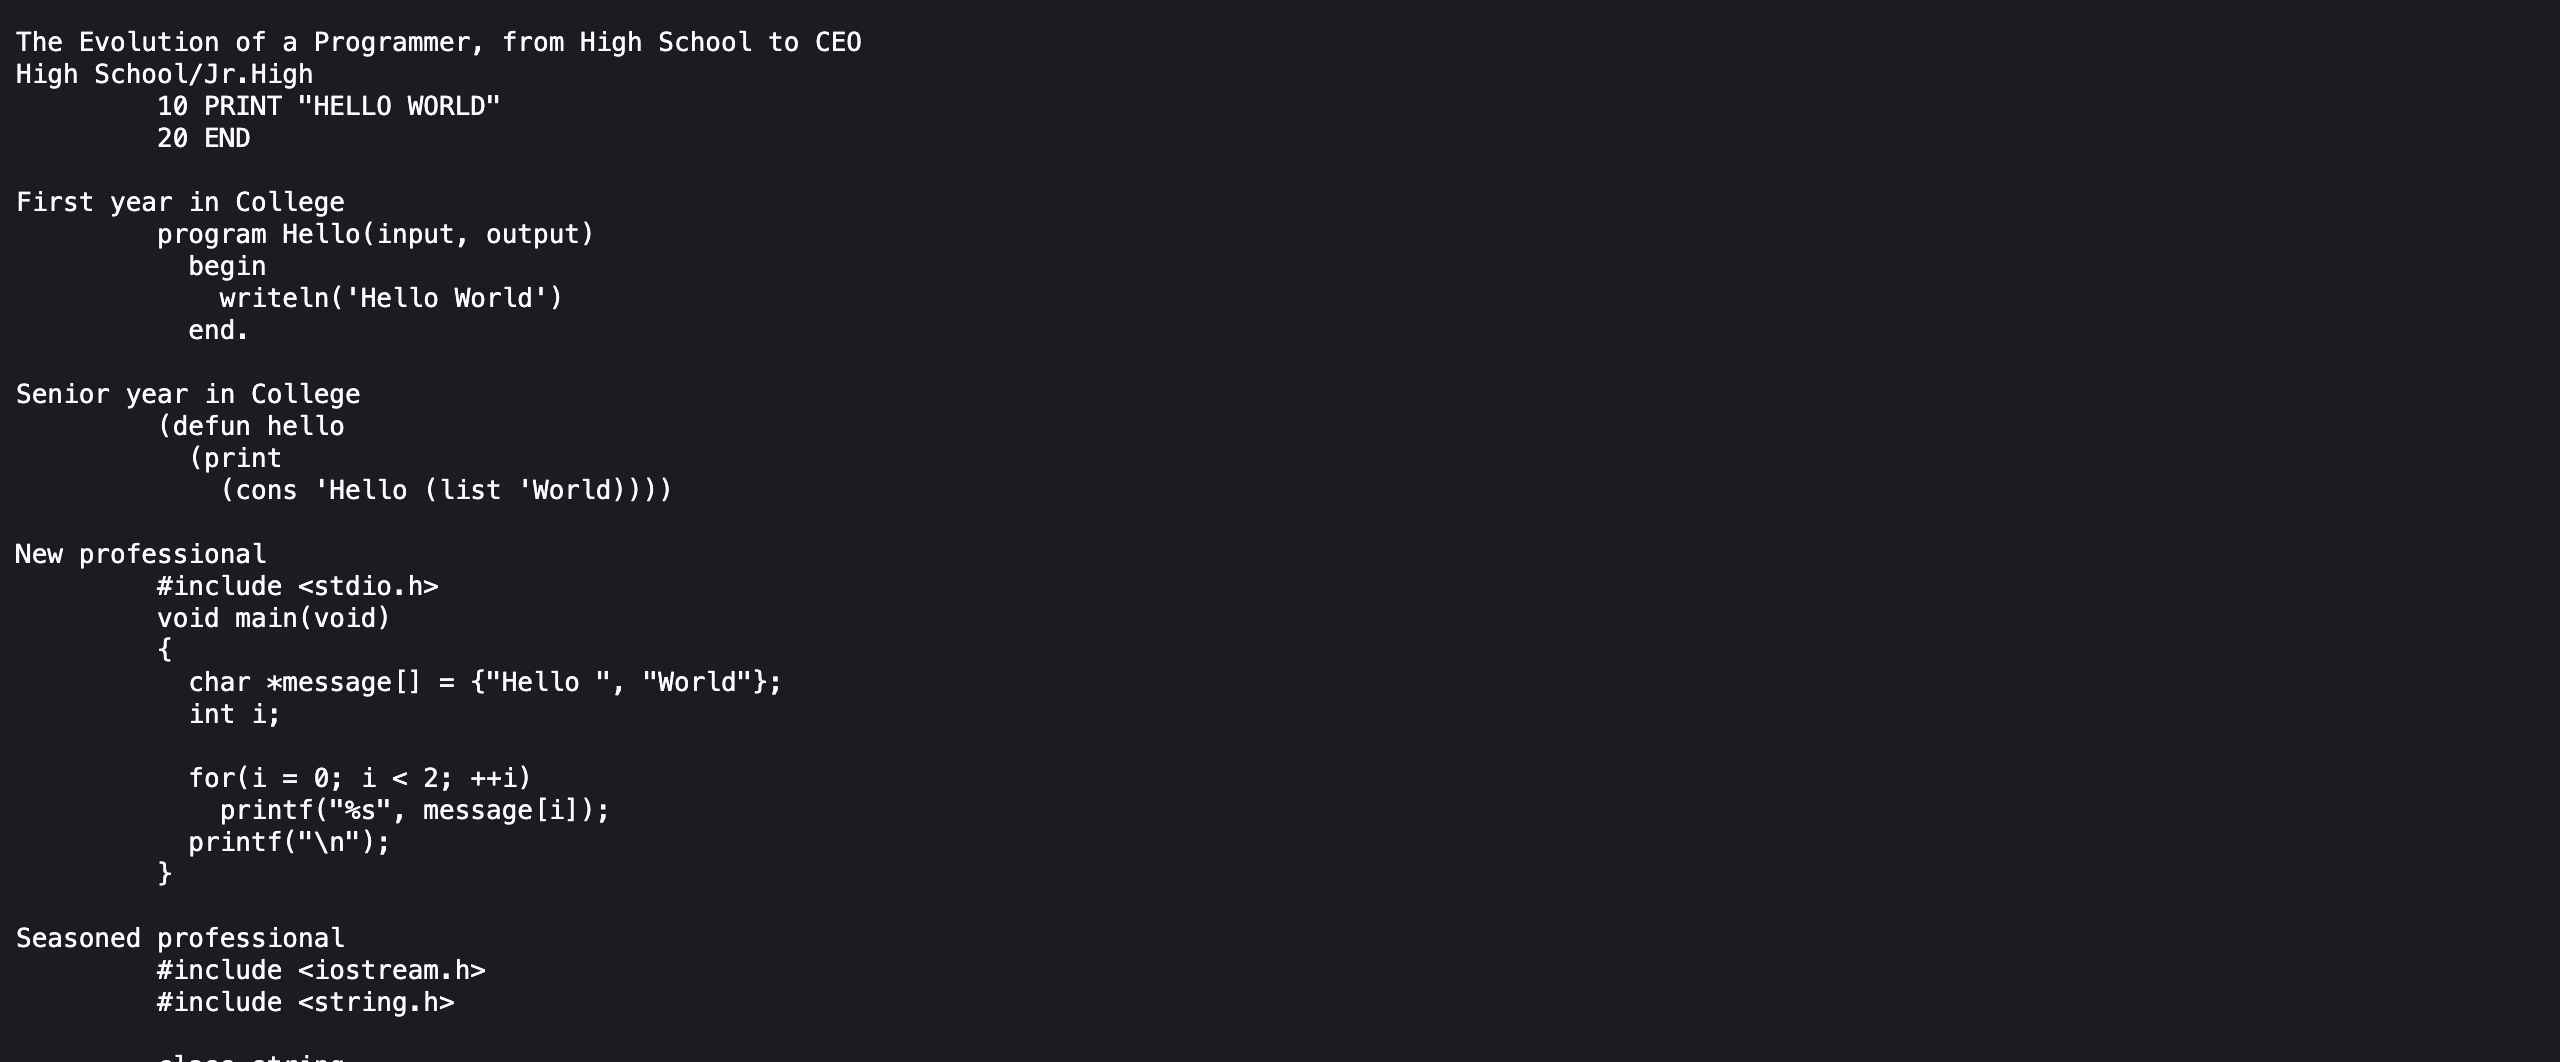 The Evolution of a Programmer, from High School to CEO
High School/Jr.High
         10 PRINT "HELLO WORLD"
         20 END

First year in College
         program Hello(input, output)
           begin
             writeln('Hello World')
           end.

Senior year in College
         (defun hello
           (print
             (cons 'Hello (list 'World))))

New professional
         #include <stdio.h>
         void main(void)
         {
           char *message[] = {"Hello ", "World"};
           int i;

           for(i = 0; i < 2; ++i)
             printf("%s", message[i]);
           printf("\n");
         }

Seasoned professional
         #include <iostream.h>
         #include <string.h>

         class string